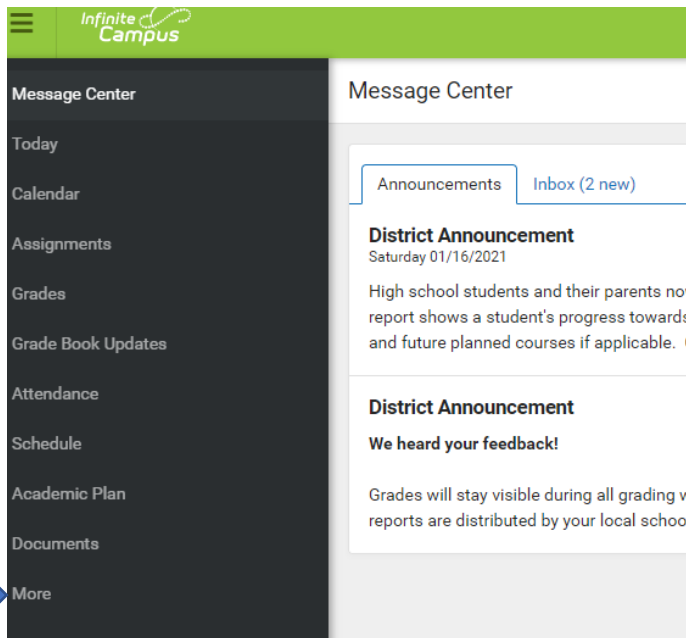 Infinite
Campus
Message Center
Today
Calendar
Assignments
Grades
Grade Book Updates
Attendance
Schedule
Academic Plan
Documents
More
Message Center
Announcements Inbox (2 new)
District Announcement
Saturday 01/16/2021
High school students and their parents
report shows a student's progress
and future planned courses if applicable.
District Announcement
We heard your feedback!
Grades will stay visible during all grading
reports are distributed by your local